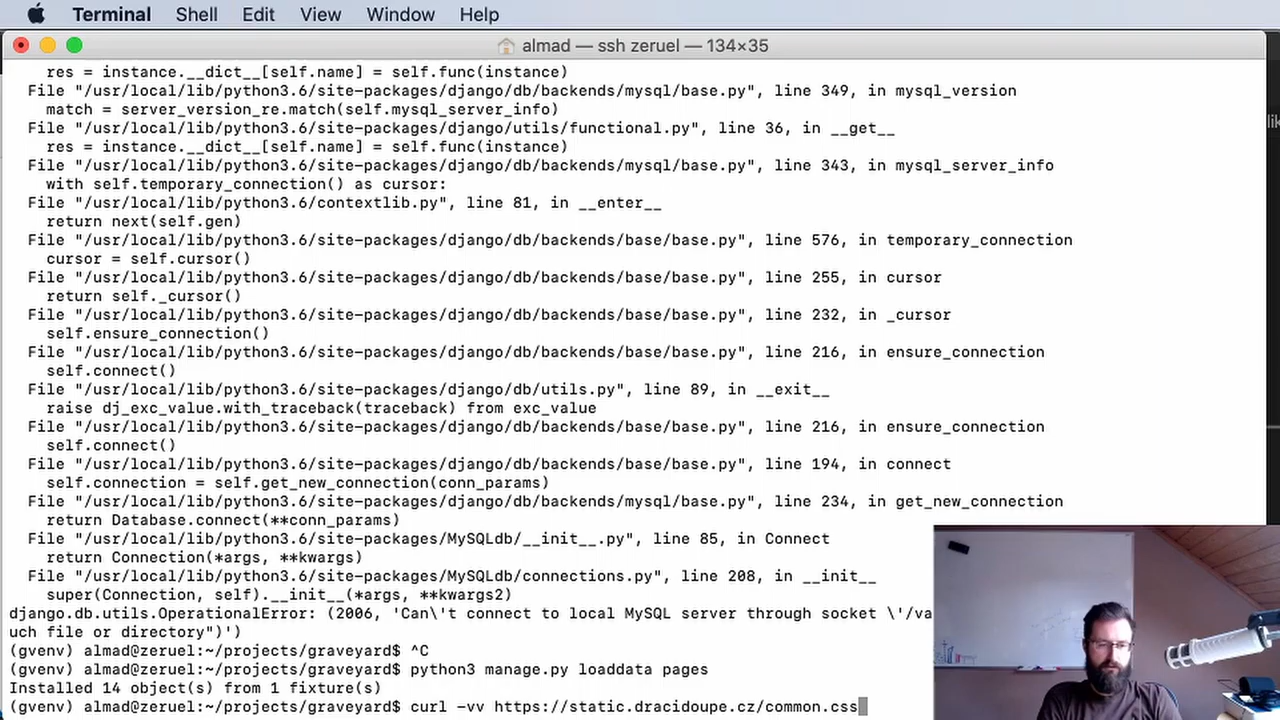 Terminal Shell Edit View Window Help
almad — ssh zeruel — 134×35
res = instance.__dict__[self.name] = self.func(instance)
File "/usr/local/lib/python3.6/site-packages/django/db/backends/mysql/base.py", line 349, in mysql_version
match = server_version_re.match(self.mysql_server_info)
File "/usr/local/lib/python3.6/site-packages/django/utils/functional.py", line 36, in __get__
res = instance.__dict__[self.name] = self.func(instance)
File "/usr/local/lib/python3.6/site-packages/django/db/backends/mysql/base.py", line 343, in mysql_server_info
with self.temporary_connection() as cursor:
File "/usr/local/lib/python3.6/contextlib.py", line 81, in __enter__
return next(self.gen)
File "/usr/local/lib/python3.6/site-packages/django/db/backends/base/base.py", line 576, in temporary_connection
cursor = self.cursor()
File "/usr/local/lib/python3.6/site-packages/django/db/backends/base/base.py", line 255, in cursor
return self._cursor()
File "/usr/local/lib/python3.6/site-packages/django/db/backends/base/base.py", line 232, in _cursor
self.ensure_connection()
File "/usr/local/lib/python3.6/site-packages/django/db/backends/base/base.py", line 216, in ensure_connection
self.connect()
File "/usr/local/lib/python3.6/site-packages/django/db/utils.py", line 89, in __exit__
raise dj_exc_value.with_traceback(traceback) from exc_value
File "/usr/local/lib/python3.6/site-packages/django/db/backends/base/base.py", line 216, in ensure_connection
self.connect()
File "/usr/local/lib/python3.6/site-packages/django/db/backends/base/base.py", line 194, in connect
self.connection = self.get_new_connection(conn_params)
File "/usr/local/lib/python3.6/site-packages/django/db/backends/mysql/base.py", line 234, in get_new_connection
return Database.connect(**conn_params)
File "/usr/local/lib/python3.6/site-packages/MySQLdb/__init__.py", line 85, in Connect
return Connection(*args, **kwargs)
File "/usr/local/lib/python3.6/site-packages/MySQLdb/connections.py", line 208, in __init__
super(Connection, self).__init__(*args, **kwargs2)
django.db.utils.OperationalError: (2006, 'Can\'t connect to local MySQL server through socket \'/va
uch file or directory")')
(gvenv) almad@zeruel:~/projects/graveyard$ ^C
(gvenv) almad@zeruel:~/projects/graveyard$ python3 manage.py loaddata pages
Installed 14 object(s) from 1 fixture(s)
(gvenv) almad@zeruel:~/projects/graveyard$ curl -vv https://static.dracidoupe.cz/common.css